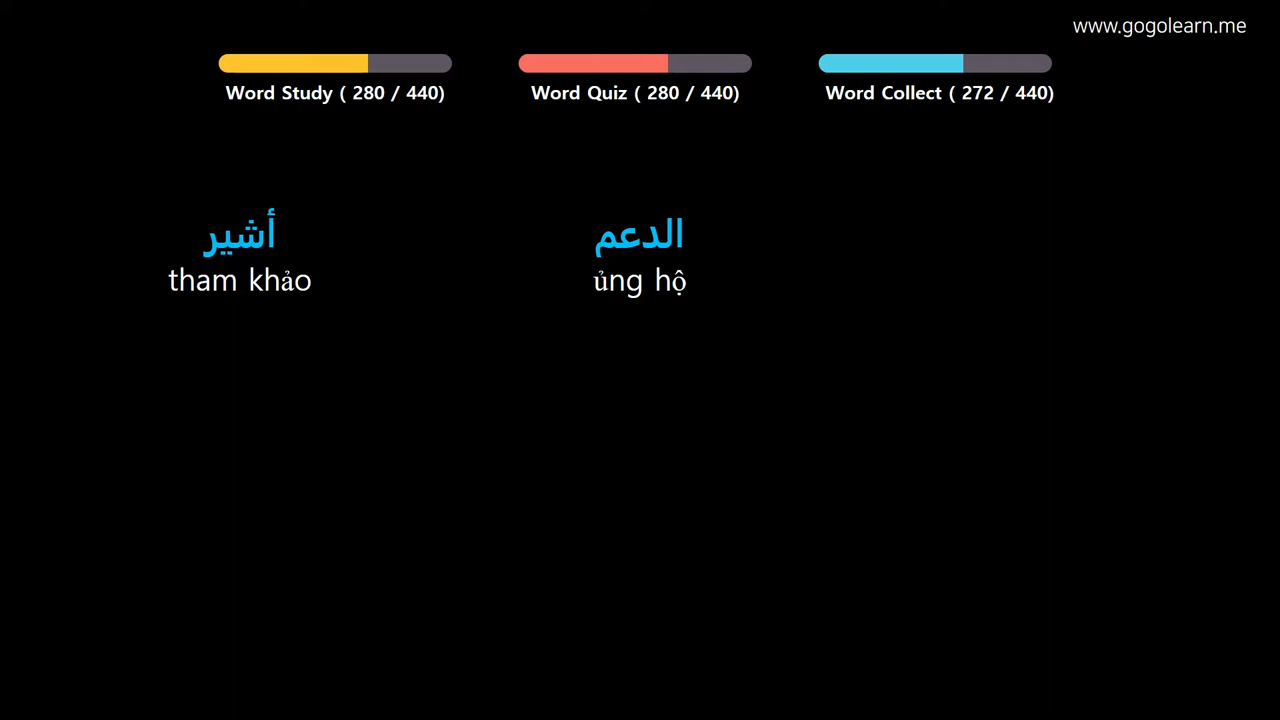 www.gogolearn.me
Word Study ( 280 / 440)
Word Quiz ( 280 / 440)
Word Collect ( 272 / 440)
أشير
tham khảo
الدعم
ủng hộ